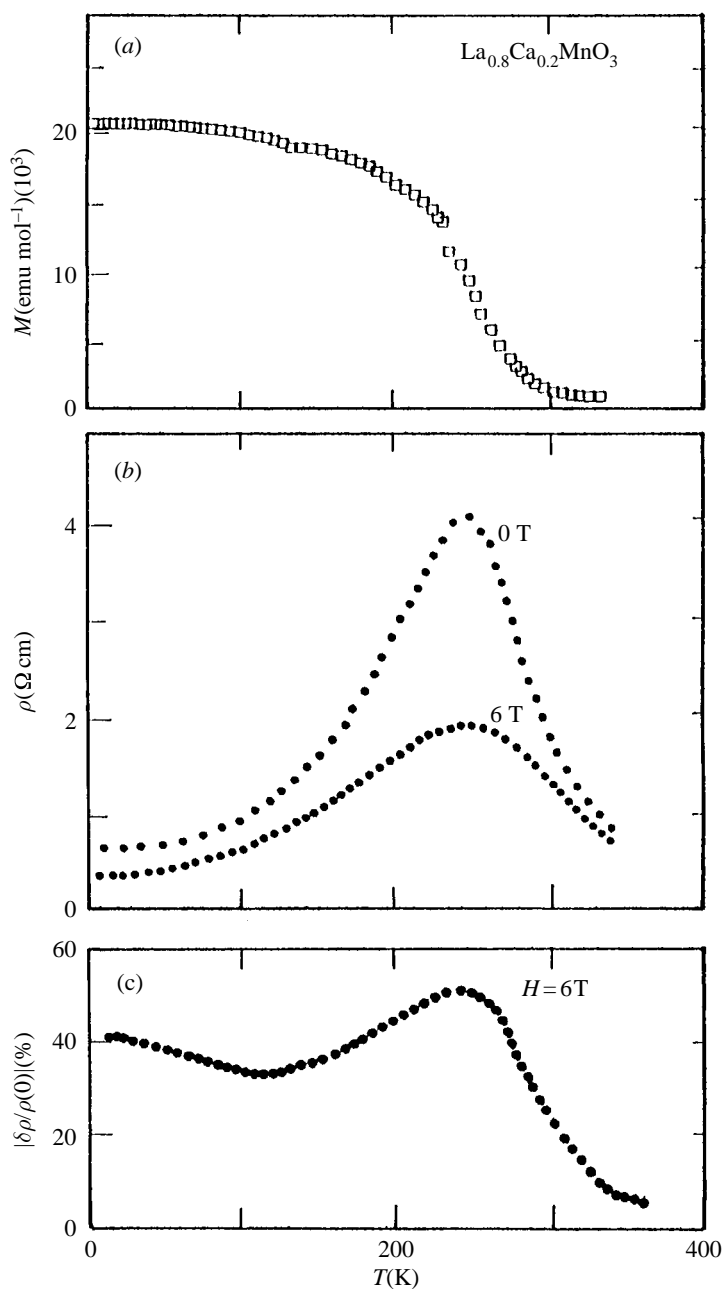 (a)
La0.8Ca0.2MnO3
20
10
0
M(emu mol−1)(10³)
(b)
4
2
0
0 T
6 T
ρ(Ω cm)
60
40
20
0
(c)
H=6T
|δρ/ρ(0)|(%)
0
200
400
T(K)